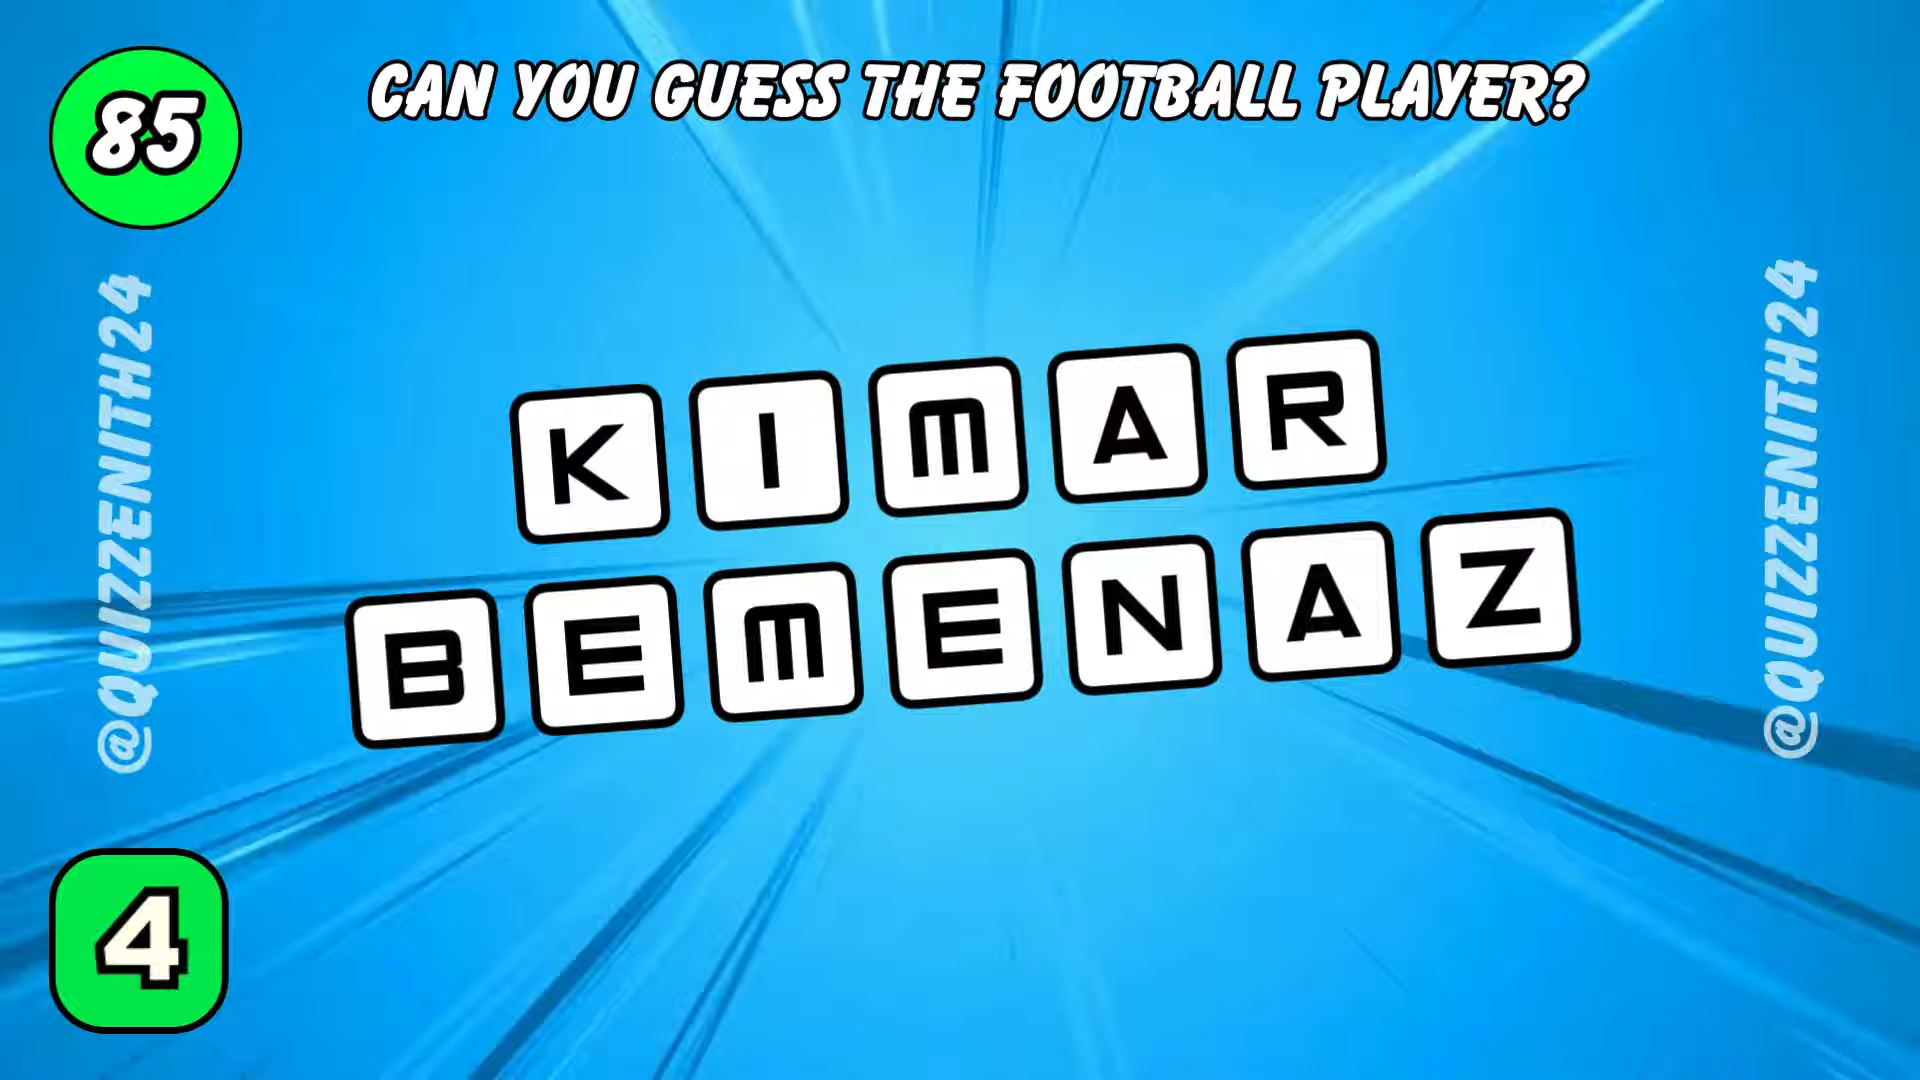 85
CAN YOU GUESS THE FOOTBALL PLAYER?
@QUIZZENITH24
@QUIZZENITH24
KIMAR
BEMENAZ
4